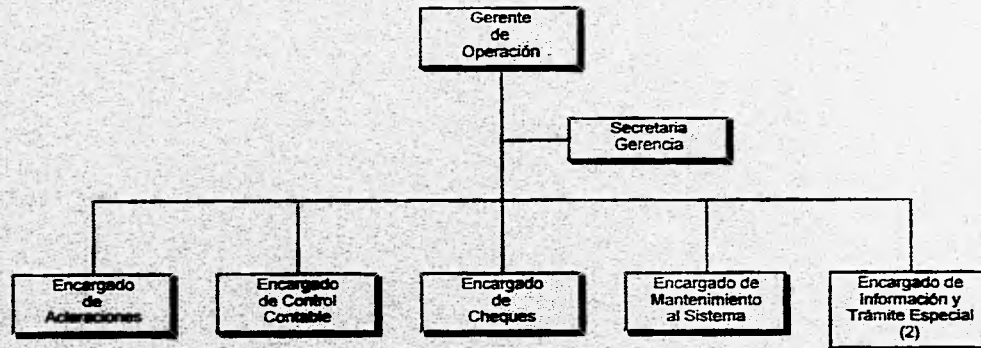 Gerente
de
Operación
Secretaria
Gerencia
Encargado
de
Aclaraciones
Encargado
de Control
Contable
Encargado
de
Cheques
Encargado de
Mantenimiento
al Sistema
Encargado de
Información y
Trámite Especial
(2)